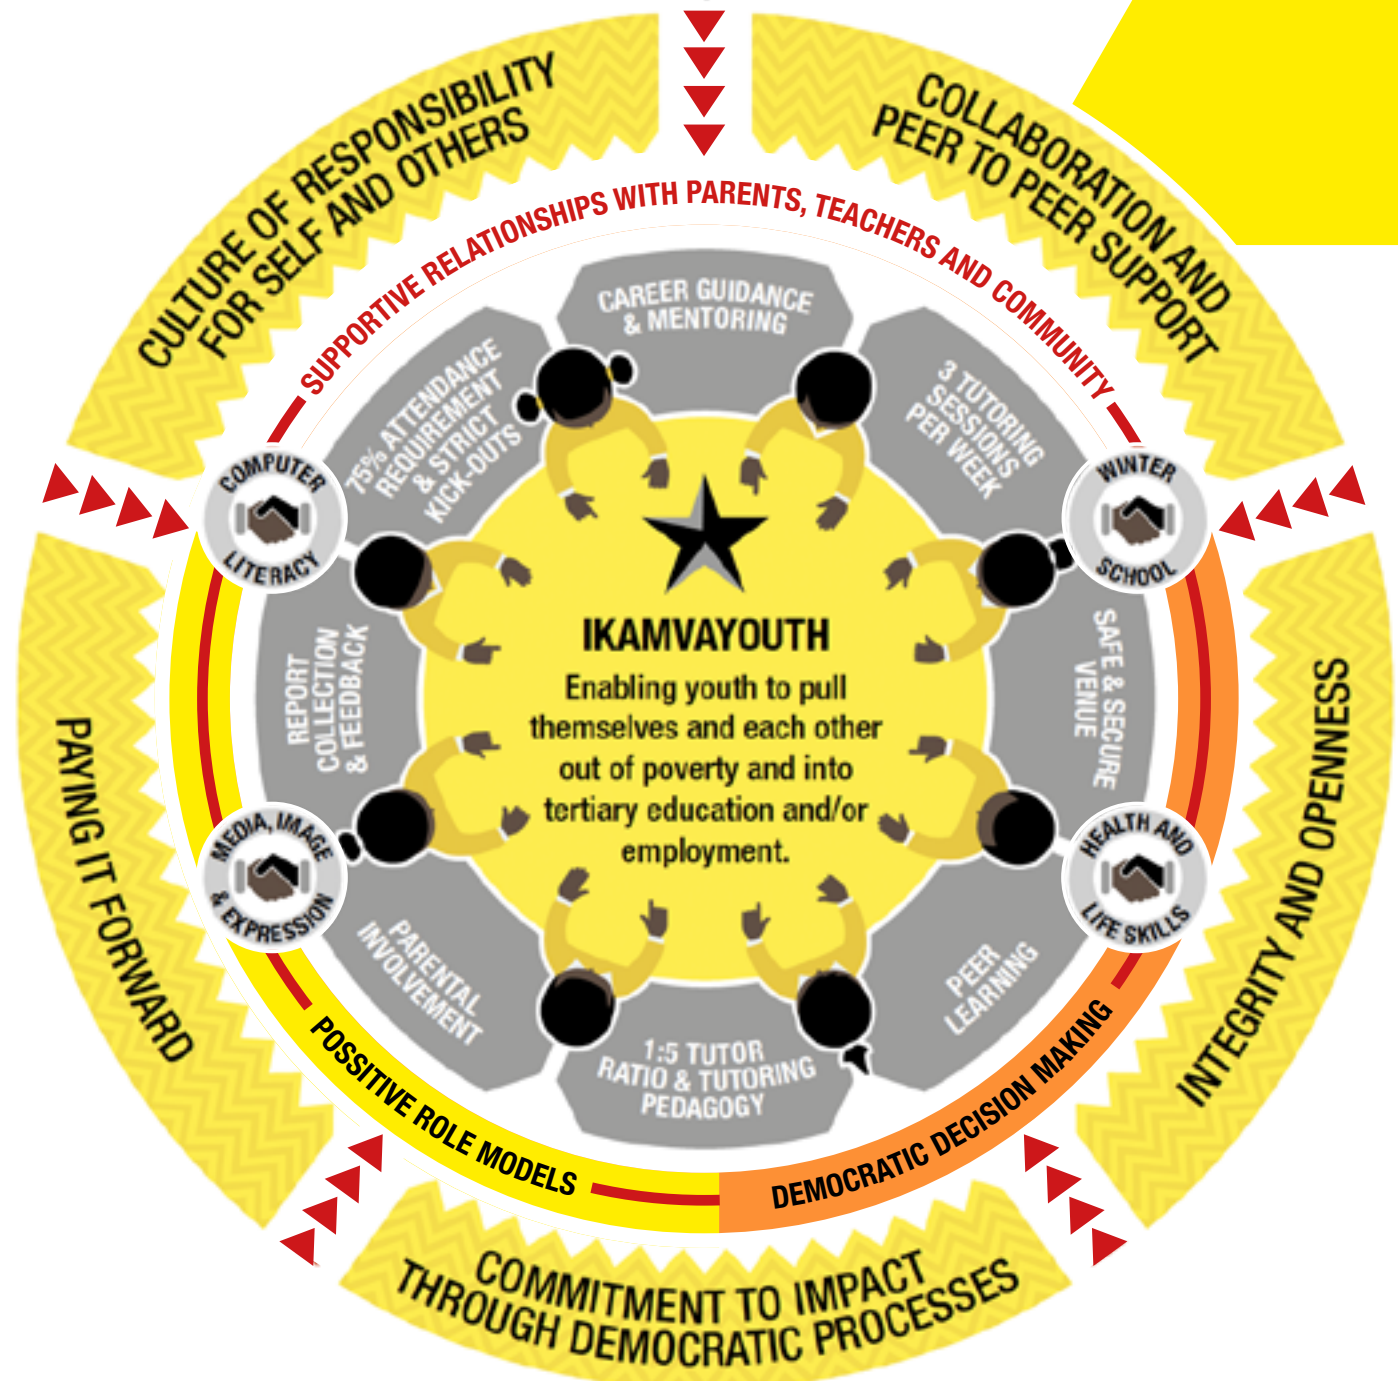 CULTURE OF RESPONSIBILITY
FOR SELF AND OTHERS
COLLABORATION AND
PEER TO PEER SUPPORT
SUPPORTIVE RELATIONSHIPS WITH PARENTS, TEACHERS AND COMMUNITY
CAREER GUIDANCE
& MENTORING
75% ATTENDANCE
REQUIREMENT
& STRICT
KICK-OUTS
3 TUTORING
SESSIONS
PER WEEK
COMPUTER
LITERACY
WINTER
SCHOOL
IKAMVAYOUTH
Enabling youth to pull
themselves and each other
out of poverty and into
tertiary education and/or
employment.
REPORT
COLLECTION
& FEEDBACK
SAFE & SECURE
VENUE
PAYING IT FORWARD
INTEGRITY AND OPENNESS
MEDIA, IMAGE
& EXPRESSION
HEALTH AND
LIFE SKILLS
PARENTAL
INVOLVEMENT
PEER
LEARNING
1:5 TUTOR
RATIO & TUTORING
PEDAGOGY
POSSITIVE ROLE MODELS
DEMOCRATIC DECISION MAKING
COMMITMENT TO IMPACT
THROUGH DEMOCRATIC PROCESSES